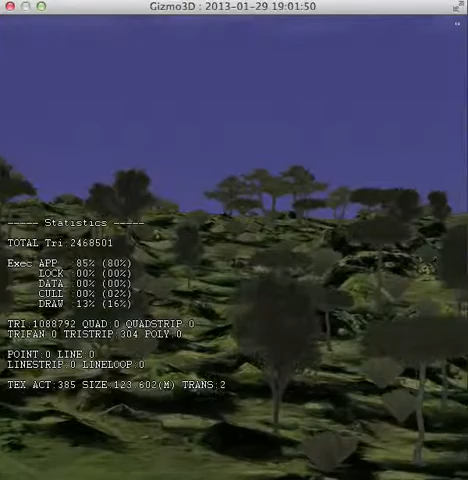 Gizmo3D : 2013-01-29 19:01:50
----- Statistics -----
TOTAL Tri:2468501
Exec APP 85% (80%)
LOCK :00% (00%)
DATA :00% (00%)
CULL :00% (02%)
DRAW :13% (16%)
TRI:1088792 QUAD:0 QUADSTRIP:0
TRIFAN:0 TRISTRIP:304 POLY:0
POINT:0 LINE:0
LINESTRIP:0 LINELOOP:0
TEX ACT:385 SIZE 123.602(M) TRANS:2